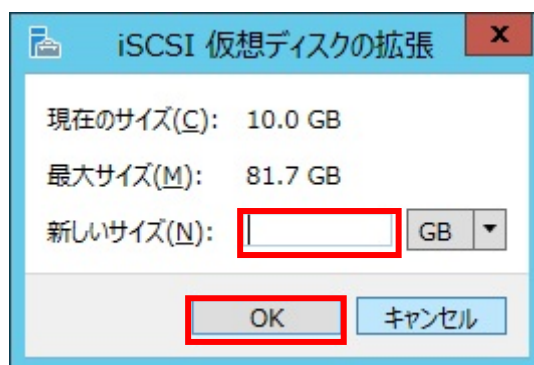 iSCSI 仮想ディスクの拡張
x
現在のサイズ(C): 10.0 GB
最大サイズ(M): 81.7 GB
新しいサイズ(N): GB
OK キャンセル